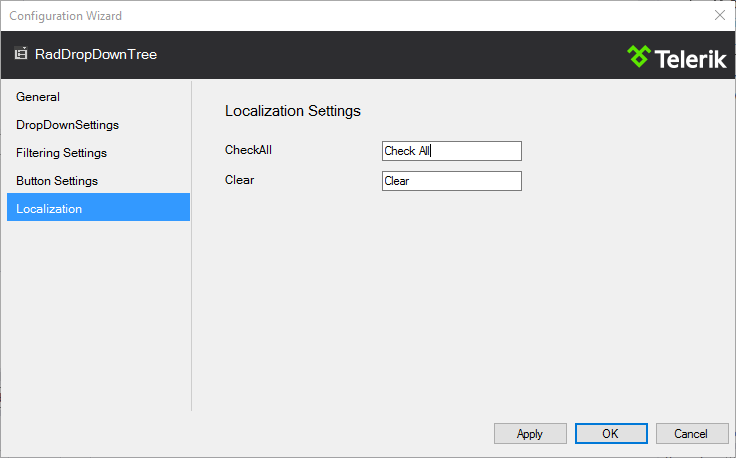 Configuration Wizard
RadDropDownTree
Telerik
General
DropDownSettings
Filtering Settings
Button Settings
Localization
Localization Settings
CheckAll Check All
Clear Clear
Apply OK Cancel